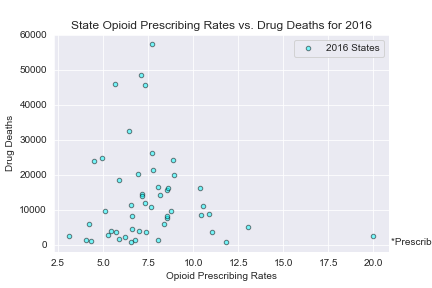 State Opioid Prescribing Rates vs. Drug Deaths for 2016
2016 States
60000
50000
40000
30000
20000
10000
0
Drug Deaths
*Prescrib
2.5 5.0 7.5 10.0 12.5 15.0 17.5 20.0
Opioid Prescribing Rates